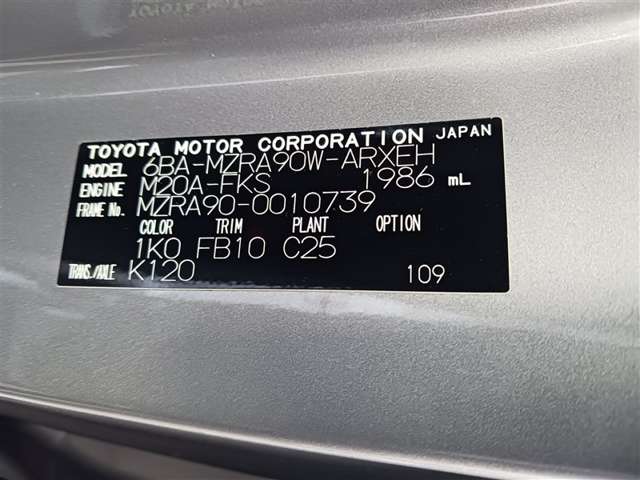 TOYOTA MOTOR CORPORATION JAPAN
MODEL 6BA-MZRA90W-ARXEH
ENGINE M20A-FKS 1986 mL
FRAME No. MZRA90-0010739
COLOR TRIM PLANT OPTION
1K0 FB10 C25
TRANS./AXLE K120 109